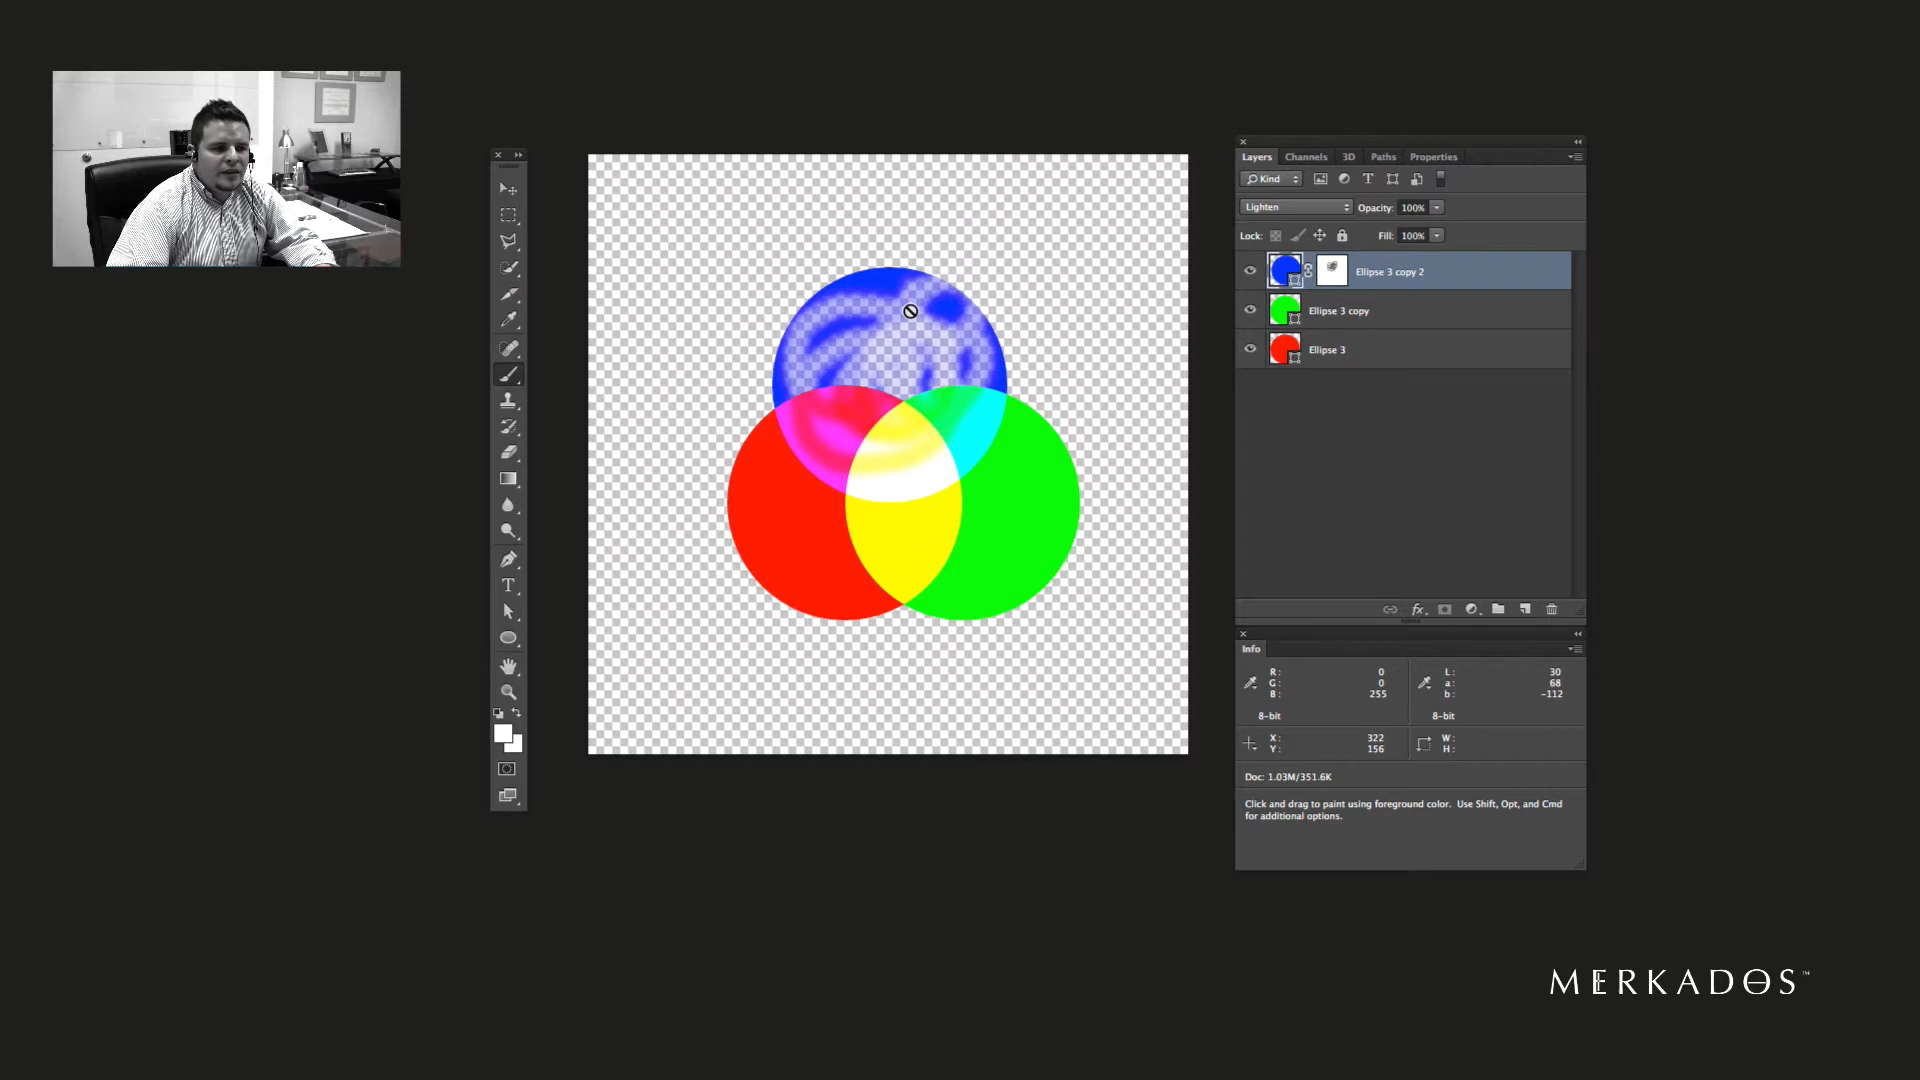 Layers Channels 3D Paths Properties
Kind T
Lighten Opacity: 100%
Lock: Fill: 100%
Ellipse 3 copy 2
Ellipse 3 copy
Ellipse 3
fx
Info
R: 0 L: 30
G: 0 a: 68
B: 255 b: -112
8-bit 8-bit
X: 322 W:
Y: 156 H:
Doc: 1.03M/351.6K
Click and drag to paint using foreground color. Use Shift, Opt, and Cmd
for additional options.
T
MERKADOS™